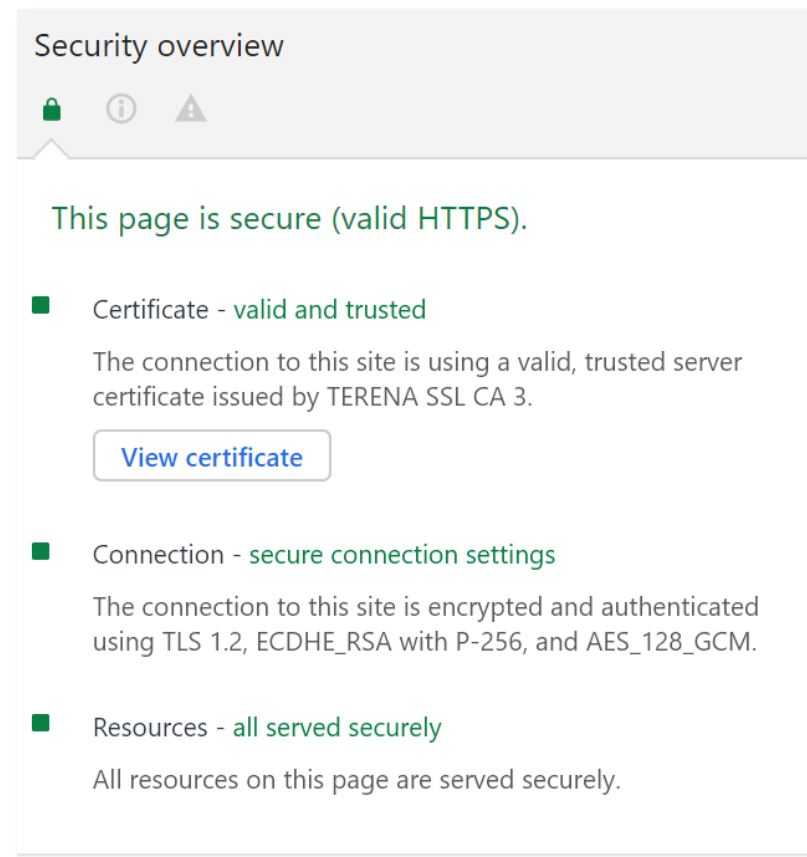 Security overview
This page is secure (valid HTTPS).
Certificate - valid and trusted
The connection to this site is using a valid, trusted server
certificate issued by TERENA SSL CA 3.
View certificate
Connection - secure connection settings
The connection to this site is encrypted and authenticated
using TLS 1.2, ECDHE_RSA with P-256, and AES_128_GCM.
Resources - all served securely
All resources on this page are served securely.